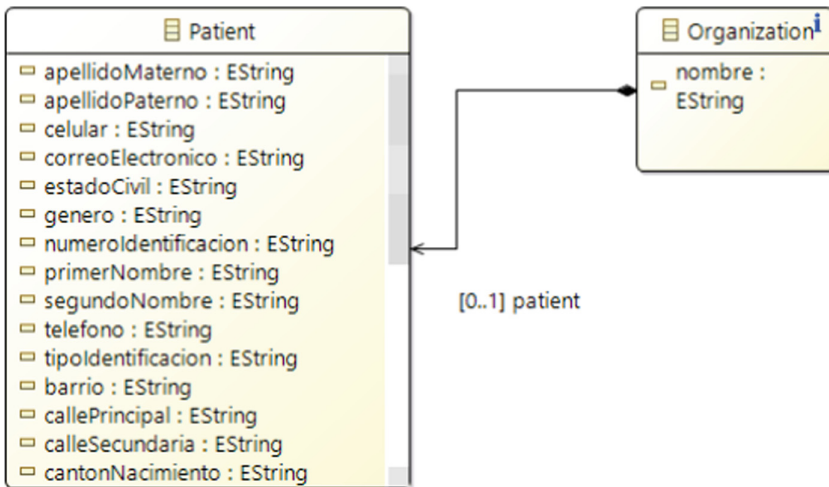 Patient
apellidoMaterno : EString
apellidoPaterno : EString
celular : EString
correoElectronico : EString
estadoCivil : EString
genero : EString
numeroIdentificacion : EString
primerNombre : EString
segundoNombre : EString
telefono : EString
tipoIdentificacion : EString
barrio : EString
callePrincipal : EString
calleSecundaria : EString
cantonNacimiento : EString
Organization
nombre :
EString
[0..1] patient